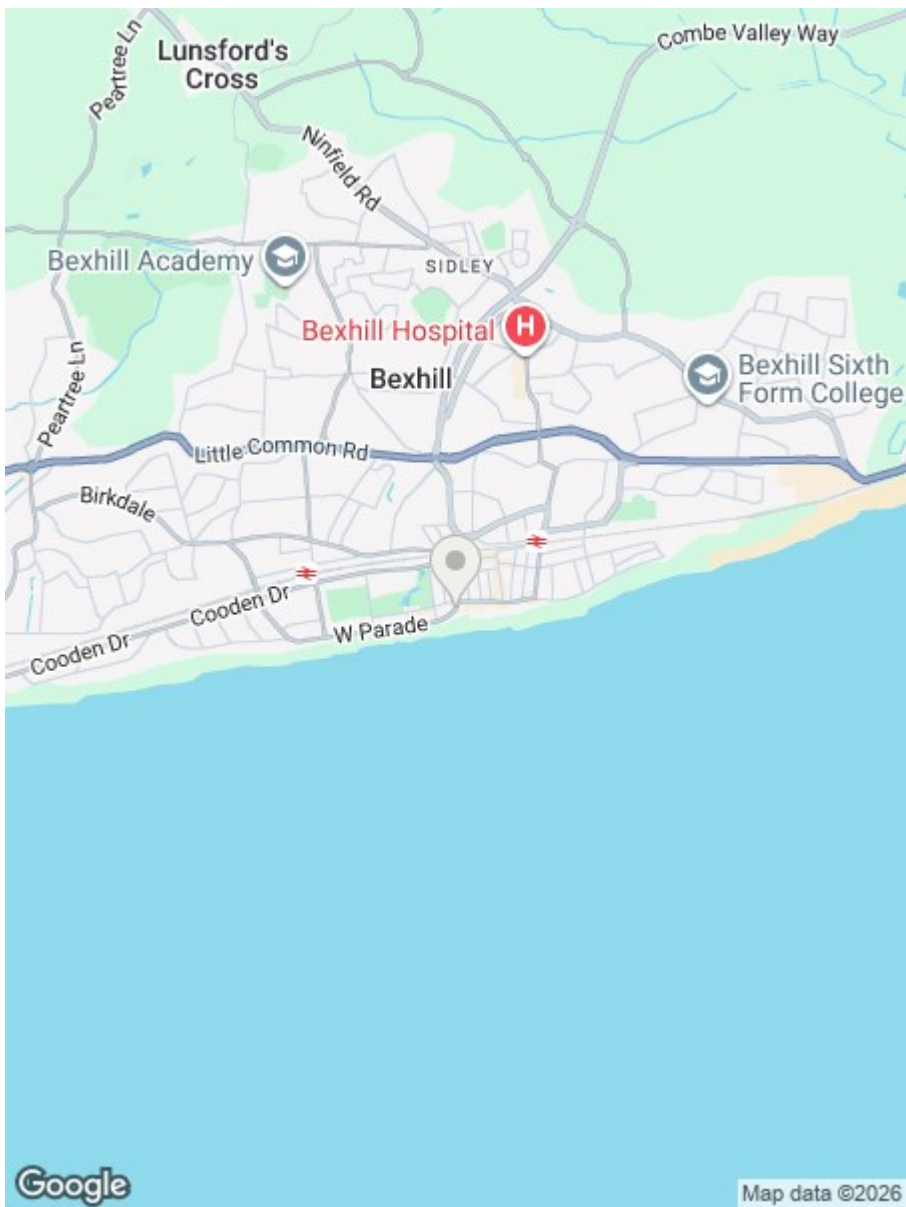 Peartree Ln
Lunsford's
Cross
Combe Valley Way
Ninfield Rd
Bexhill Academy
SIDLEY
Bexhill Hospital
H
Bexhill
Bexhill Sixth
Form College
Peartree Ln
Little Common Rd
Birkdale
Cooden Dr
W Parade
Cooden Dr
Google
Map data ©2026